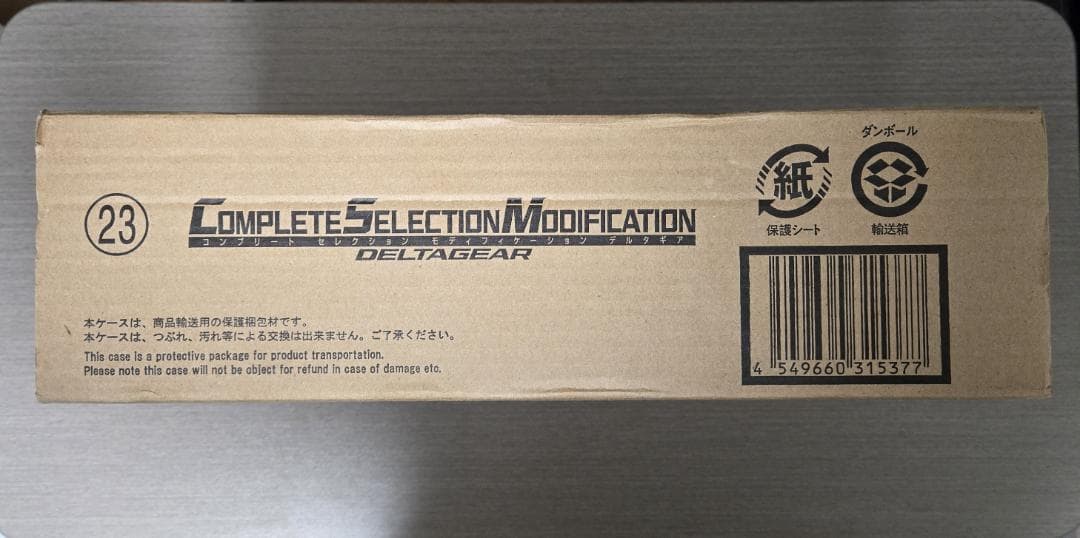 23
COMPLETE SELECTION MODIFICATION
コンプリート セレクション モディフィケーション デルタギア
DELTAGEAR
本ケースは、商品輸送用の保護梱包材です。
本ケースは、つぶれ、汚れ等による交換は出来ません。ご了承ください。
This case is a protective package for product transportation.
Please note this case will not be object for refund in case of damage etc.
紙
保護シート
ダンボール
輸送箱
4 549660 315377